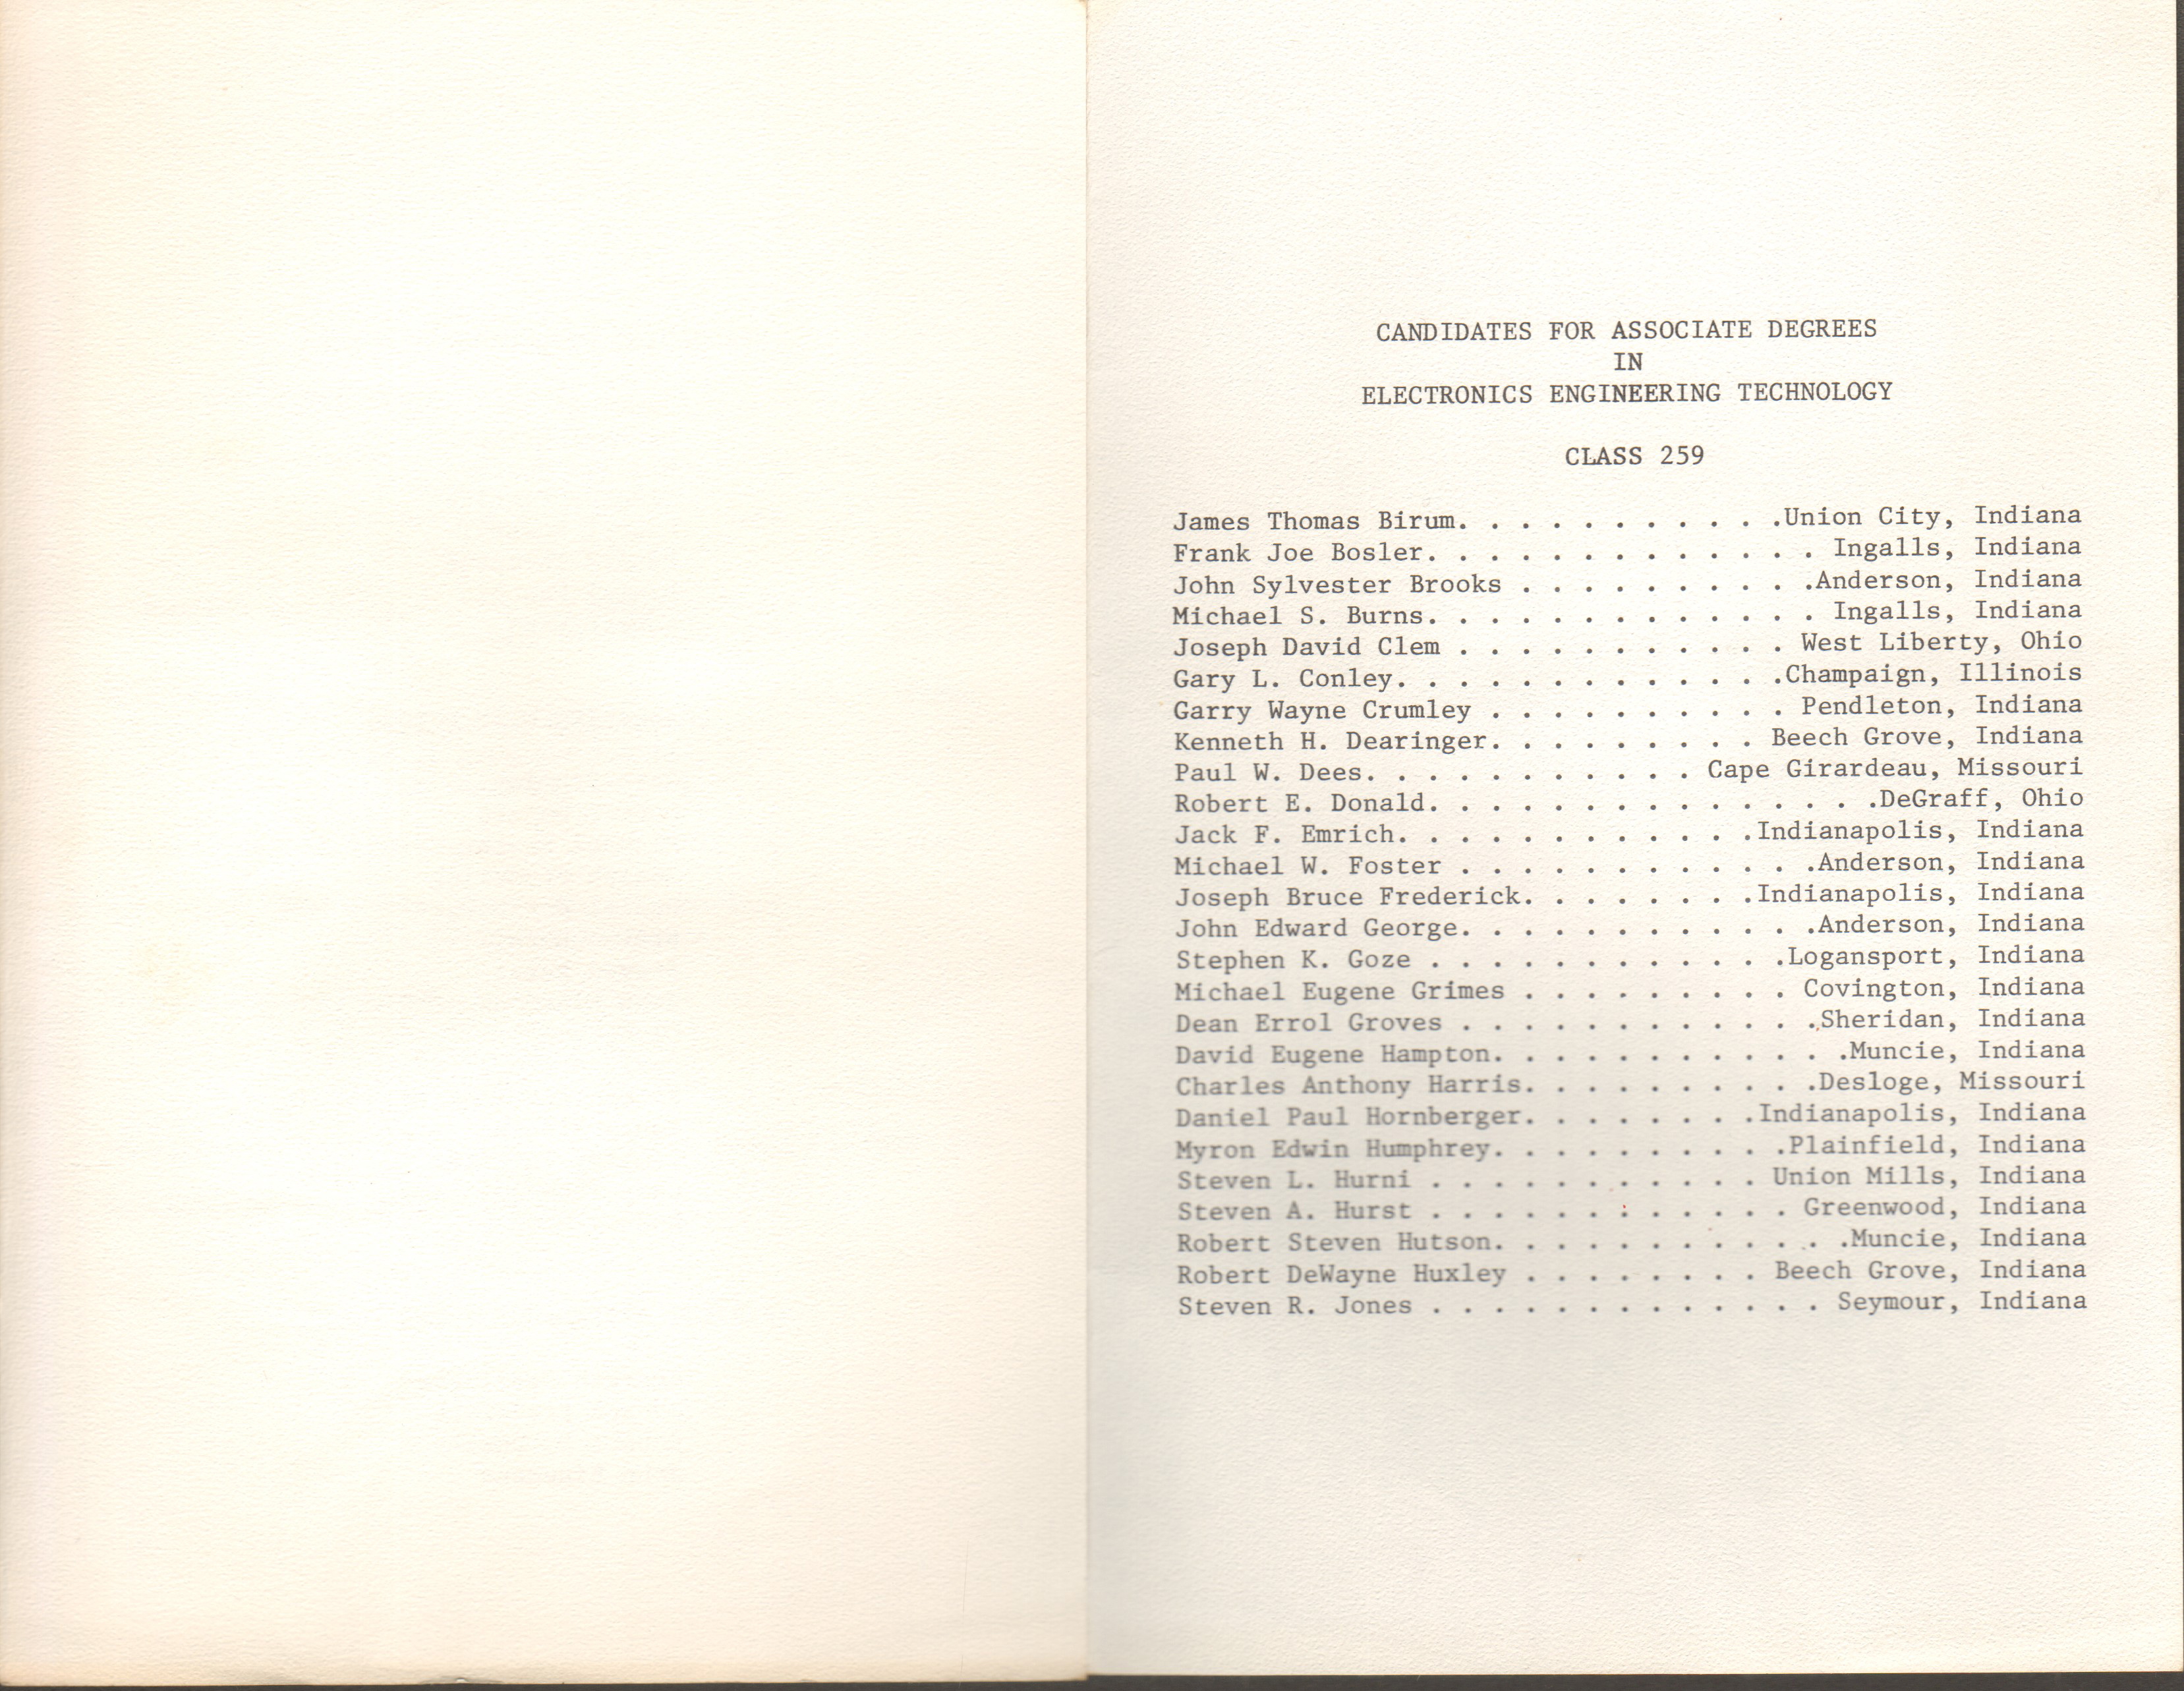 CANDIDATES FOR ASSOCIATE DEGREES
IN
ELECTRONICS ENGINEERING TECHNOLOGY
CLASS 259
James Thomas Birum. . . . . . . . . . .Union City, Indiana
Frank Joe Bosler. . . . . . . . . . . . . Ingalls, Indiana
John Sylvester Brooks . . . . . . . . . .Anderson, Indiana
Michael S. Burns. . . . . . . . . . . . . Ingalls, Indiana
Joseph David Clem . . . . . . . . . . . West Liberty, Ohio
Gary L. Conley. . . . . . . . . . . . .Champaign, Illinois
Garry Wayne Crumley . . . . . . . . . . Pendleton, Indiana
Kenneth H. Dearinger. . . . . . . . . Beech Grove, Indiana
Paul W. Dees. . . . . . . . . . . Cape Girardeau, Missouri
Robert E. Donald. . . . . . . . . . . . . . .DeGraff, Ohio
Jack F. Emrich. . . . . . . . . . . .Indianapolis, Indiana
Michael W. Foster . . . . . . . . . . . .Anderson, Indiana
Joseph Bruce Frederick. . . . . . . .Indianapolis, Indiana
John Edward George. . . . . . . . . . . .Anderson, Indiana
Stephen K. Goze . . . . . . . . . . . .Logansport, Indiana
Michael Eugene Grimes . . . . . . . . . Covington, Indiana
Dean Errol Groves . . . . . . . . . . . .Sheridan, Indiana
David Eugene Hampton. . . . . . . . . . . .Muncie, Indiana
Charles Anthony Harris. . . . . . . . . .Desloge, Missouri
Daniel Paul Hornberger. . . . . . . .Indianapolis, Indiana
Myron Edwin Humphrey. . . . . . . . . .Plainfield, Indiana
Steven L. Hurni . . . . . . . . . . . Union Mills, Indiana
Steven A. Hurst . . . . . . . . . . . . Greenwood, Indiana
Robert Steven Hutson. . . . . . . . . . . .Muncie, Indiana
Robert DeWayne Huxley . . . . . . . . Beech Grove, Indiana
Steven R. Jones . . . . . . . . . . . . . Seymour, Indiana